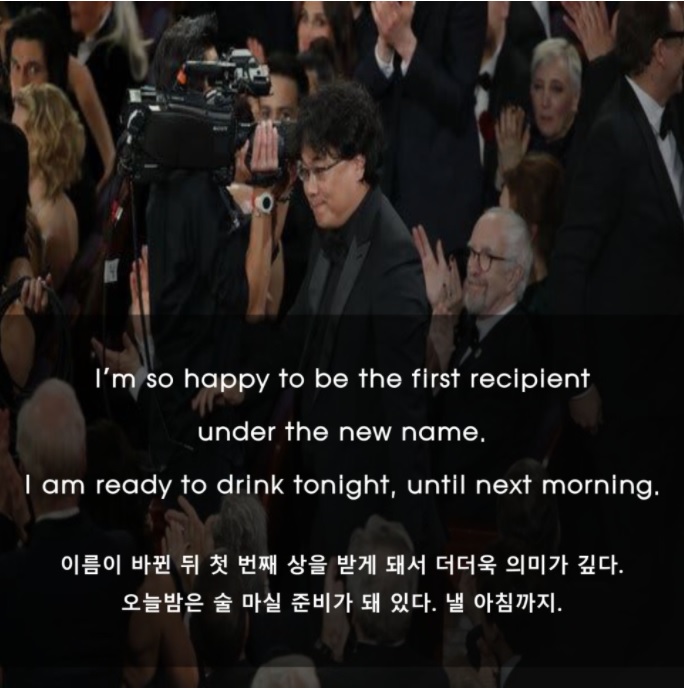 I'm so happy to be the first recipient
under the new name.
I am ready to drink tonight, until next morning.
이름이 바뀐 뒤 첫 번째 상을 받게 돼서 더더욱 의미가 깊다.
오늘밤은 술 마실 준비가 돼 있다. 낼 아침까지.